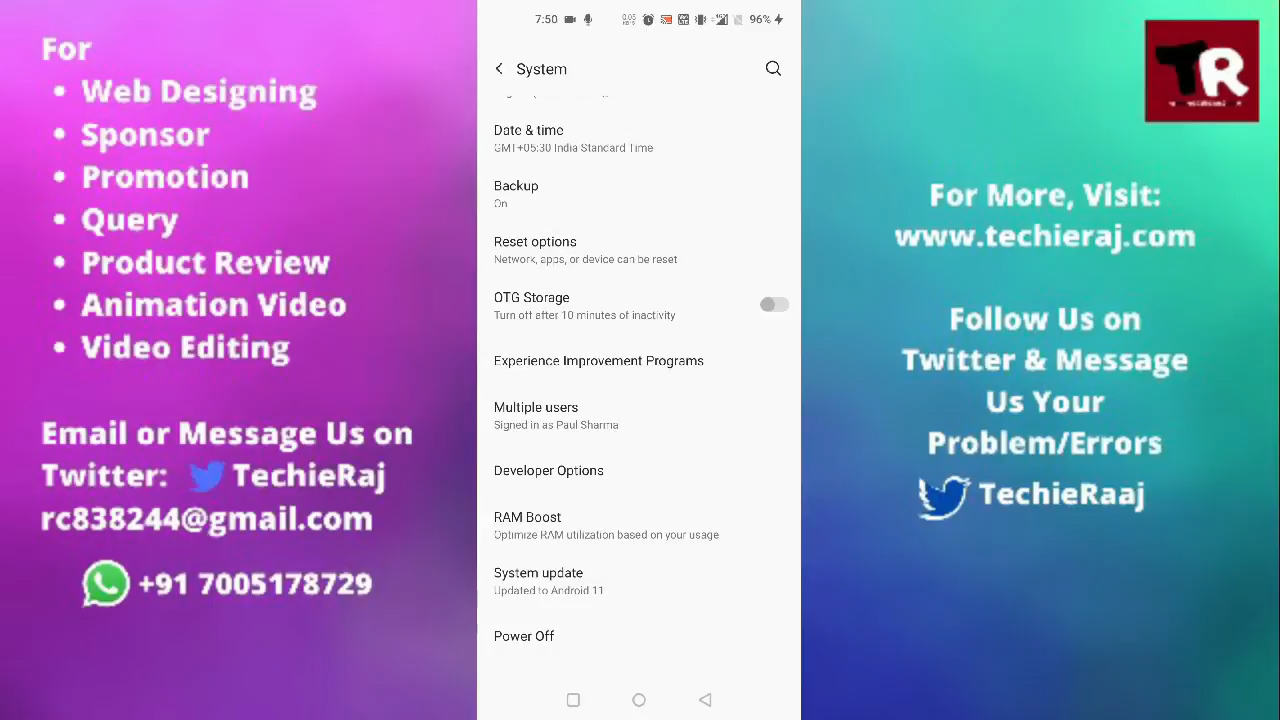 For
• Web Designing
• Sponsor
• Promotion
• Query
• Product Review
• Animation Video
• Video Editing
Email or Message Us on
Twitter: TechieRaj
rc838244@gmail.com
+91 7005178729
7:50
0.05
KB/S
96%
System
Date & time
GMT+05:30 India Standard Time
Backup
On
Reset options
Network, apps, or device can be reset
OTG Storage
Turn off after 10 minutes of inactivity
Experience Improvement Programs
Multiple users
Signed in as Paul Sharma
Developer Options
RAM Boost
Optimize RAM utilization based on your usage
System update
Updated to Android 11
Power Off
TR
For More, Visit:
www.techieraj.com
Follow Us on
Twitter & Message
Us Your
Problem/Errors
TechieRaaj